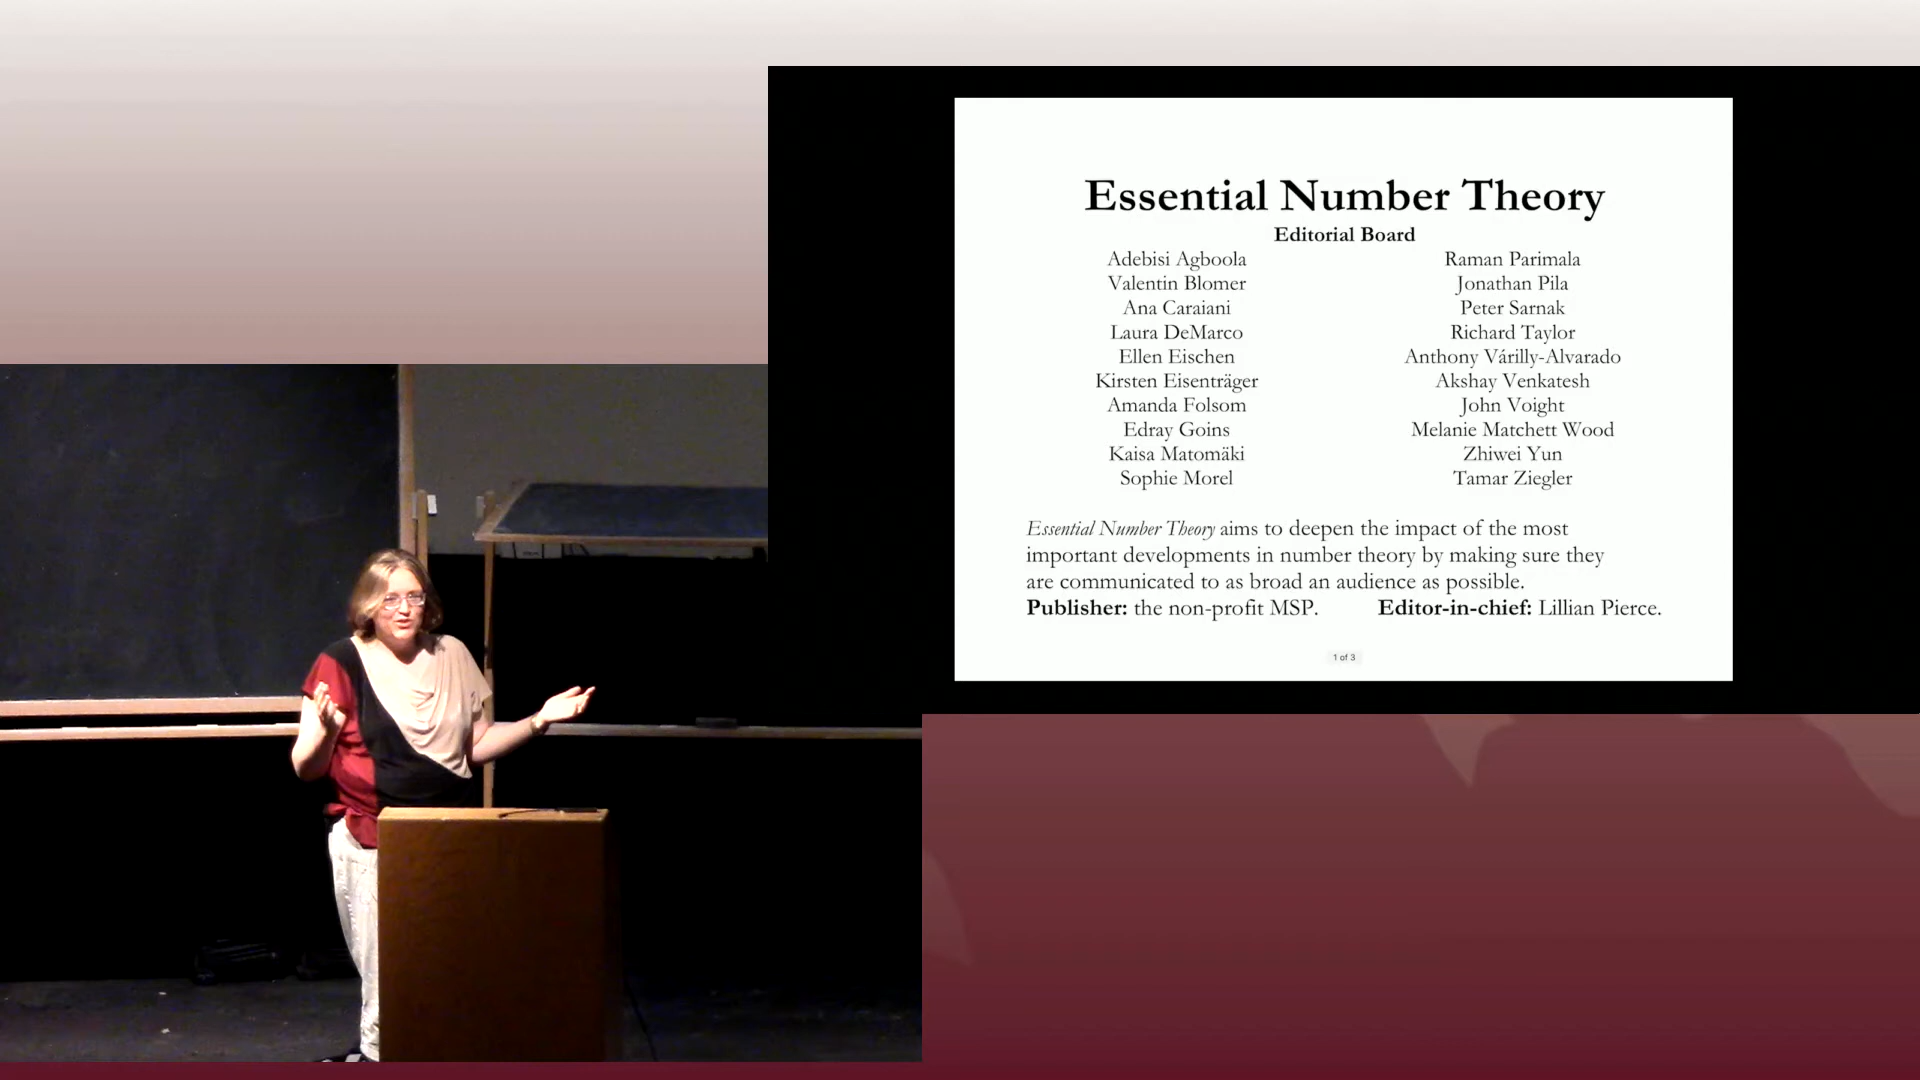 Essential Number Theory
Editorial Board
Adebisi Agboola
Valentin Blomer
Ana Caraiani
Laura DeMarco
Ellen Eischen
Kirsten Eisenträger
Amanda Folsom
Edray Goins
Kaisa Matomäki
Sophie Morel
Raman Parimala
Jonathan Pila
Peter Sarnak
Richard Taylor
Anthony Várilly-Alvarado
Akshay Venkatesh
John Voight
Melanie Matchett Wood
Zhiwei Yun
Tamar Ziegler
Essential Number Theory aims to deepen the impact of the most
important developments in number theory by making sure they
are communicated to as broad an audience as possible.
Publisher: the non-profit MSP. Editor-in-chief: Lillian Pierce.
1 of 3